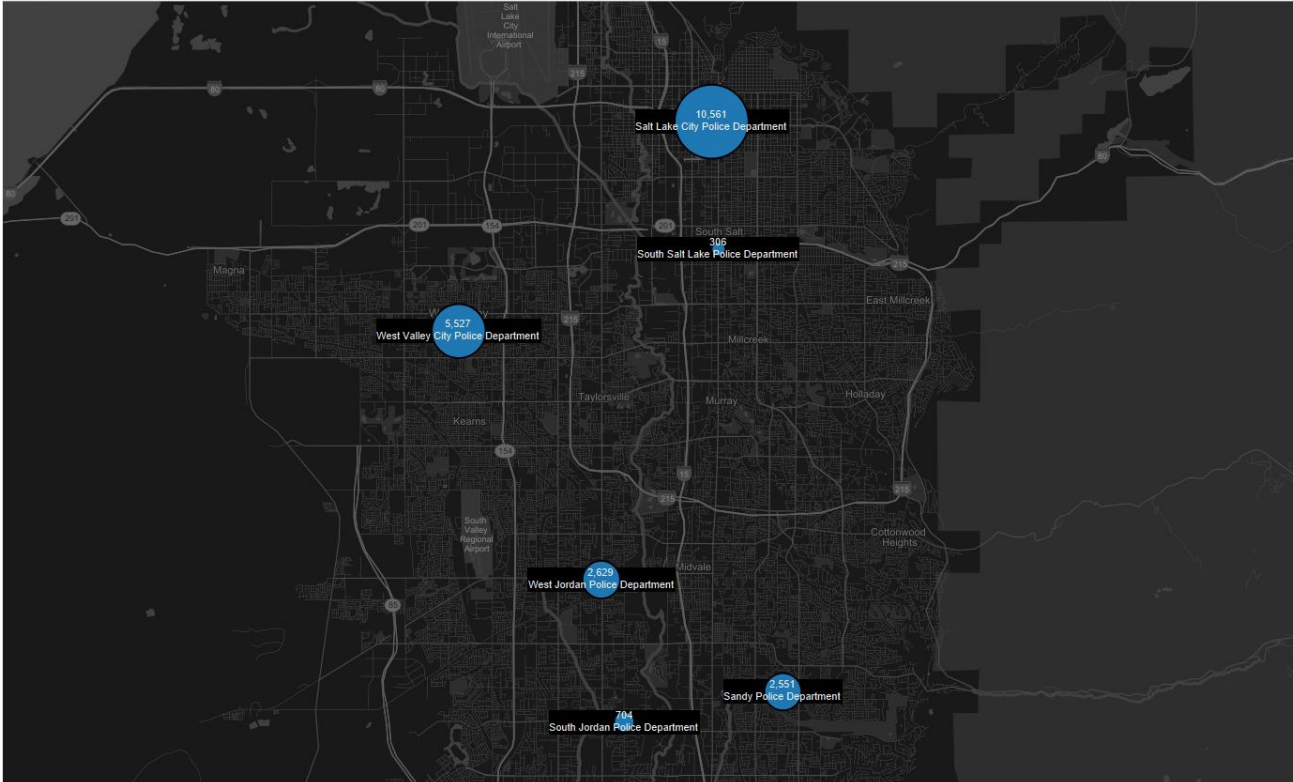 Salt
Lake
City
International
Airport
15
215
80
80
10,561
Salt Lake City Police Department
80
80
201
201
154
201
South Salt
306
South Salt Lake Police Department
215
Magna
East Millcreek
5,527
West Valley City Police Department
215
Millcreek
Taylorsville
Murray
Holladay
Kearns
154
15
215
215
South
Valley
Regional
Airport
Cottonwood
Heights
2,629
West Jordan Police Department
Midvale
85
2,551
Sandy Police Department
704
South Jordan Police Department